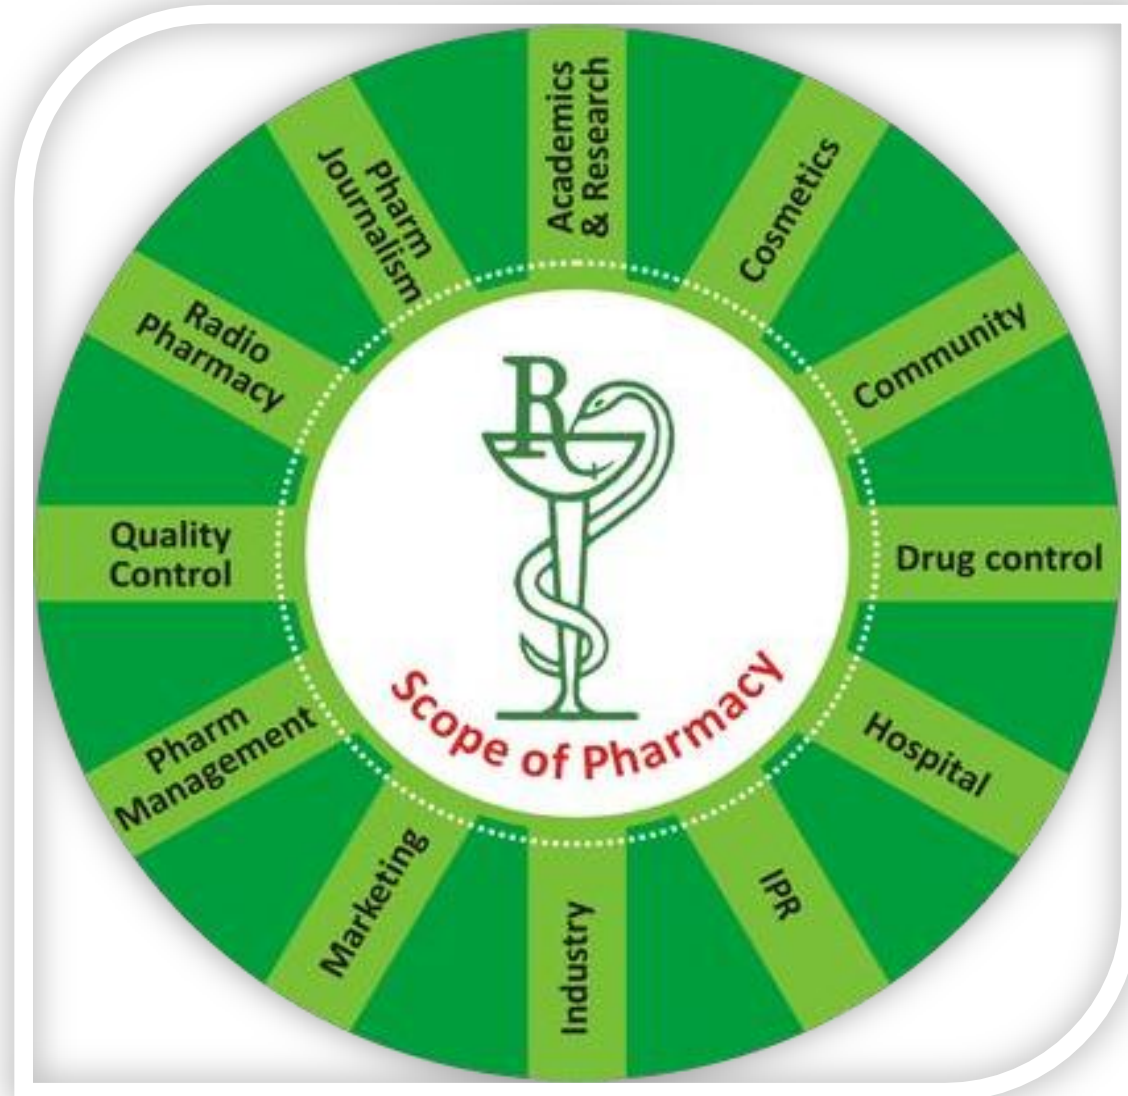 Academics
& Research
Cosmetics
Community
Drug control
Hospital
IPR
Industry
Marketing
Pharm
Management
Quality
Control
Radio
Pharmacy
Pharm
Journalism
R
Scope of Pharmacy